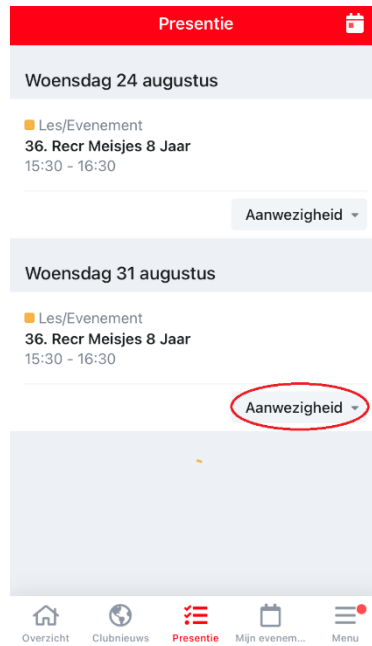 Presentie
Woensdag 24 augustus
Les/Evenement
36. Recr Meisjes 8 Jaar
15:30 - 16:30
Aanwezigheid
Woensdag 31 augustus
Les/Evenement
36. Recr Meisjes 8 Jaar
15:30 - 16:30
Aanwezigheid
Overzicht Clubnieuws Presentie Mijn evenem... Menu